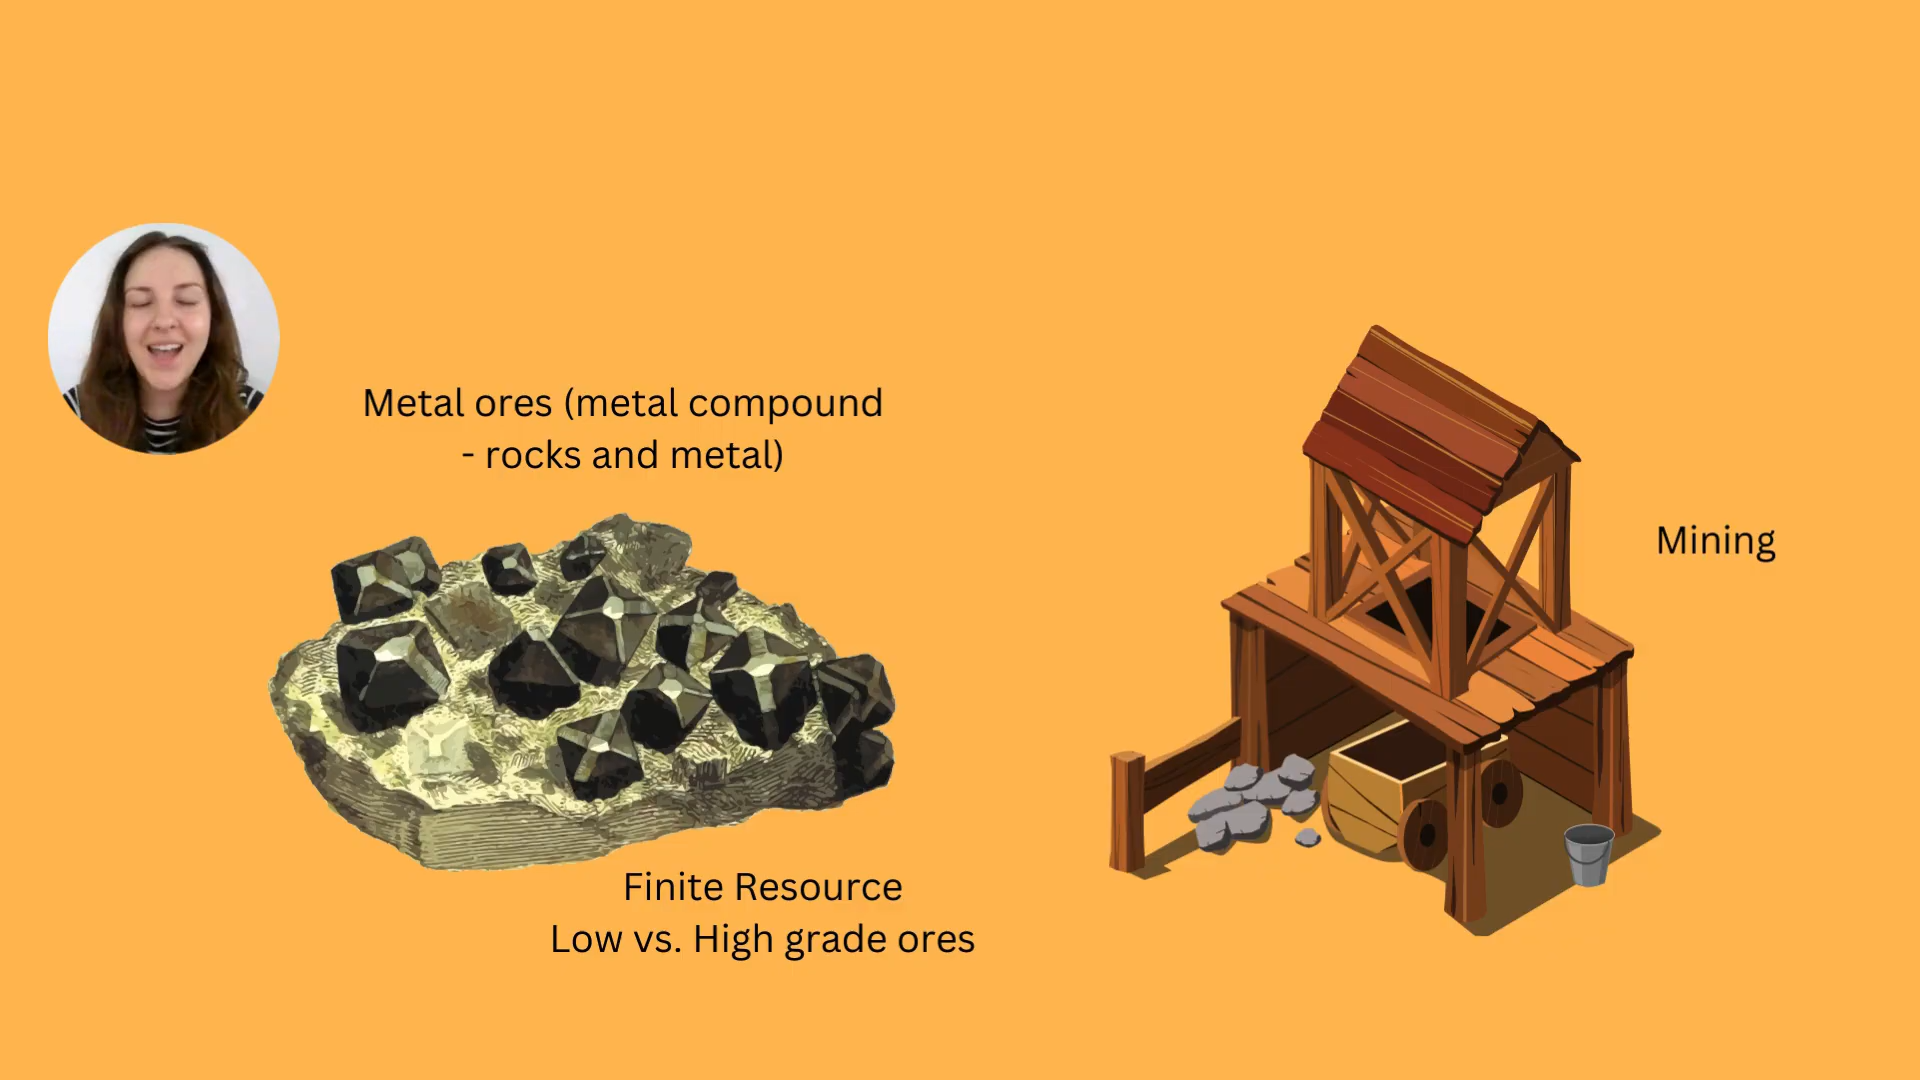 Metal ores (metal compound
- rocks and metal)
Mining
Finite Resource
Low vs. High grade ores